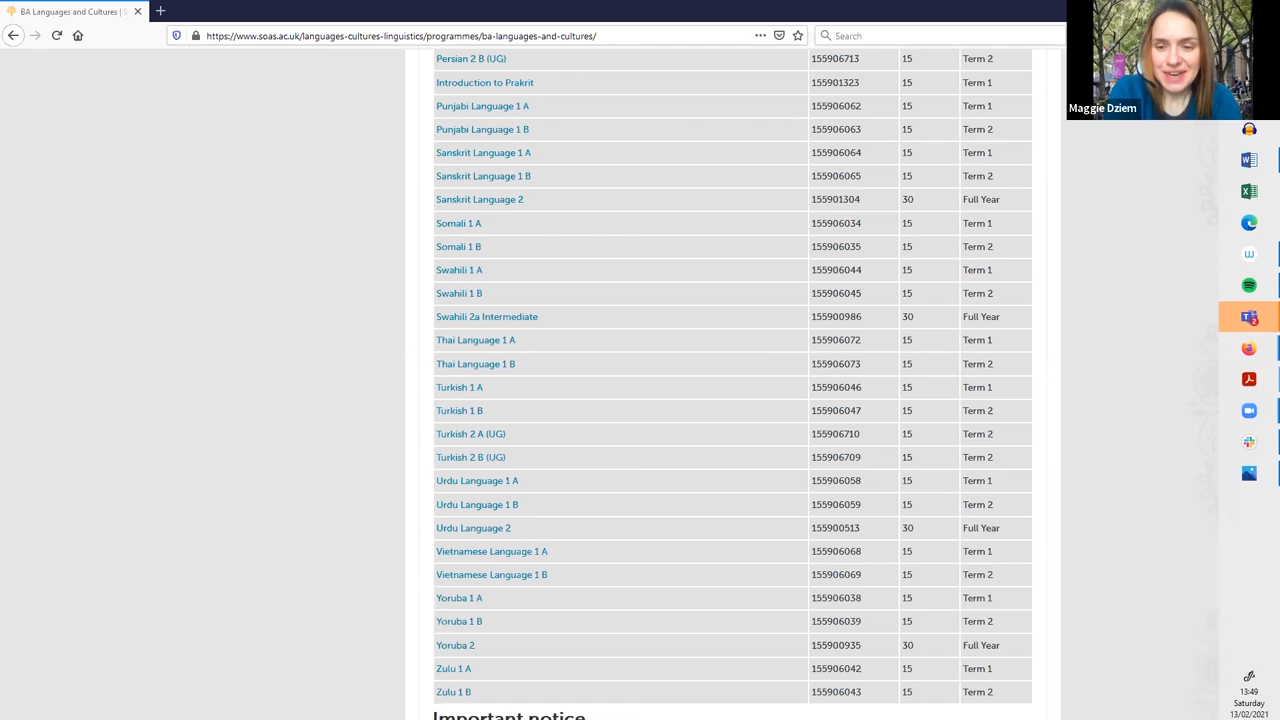 BA Languages and Cultures | S
https://www.soas.ac.uk/languages-cultures-linguistics/programmes/ba-languages-and-cultures/
Search
Maggie Dziem
Persian 2 B (UG) 155906713 15 Term 2
Introduction to Prakrit 155901323 15 Term 1
Punjabi Language 1 A 155906062 15 Term 1
Punjabi Language 1 B 155906063 15 Term 2
Sanskrit Language 1 A 155906064 15 Term 1
Sanskrit Language 1 B 155906065 15 Term 2
Sanskrit Language 2 155901304 30 Full Year
Somali 1 A 155906034 15 Term 1
Somali 1 B 155906035 15 Term 2
Swahili 1 A 155906044 15 Term 1
Swahili 1 B 155906045 15 Term 2
Swahili 2a Intermediate 155900986 30 Full Year
Thai Language 1 A 155906072 15 Term 1
Thai Language 1 B 155906073 15 Term 2
Turkish 1 A 155906046 15 Term 1
Turkish 1 B 155906047 15 Term 2
Turkish 2 A (UG) 155906710 15 Term 2
Turkish 2 B (UG) 155906709 15 Term 2
Urdu Language 1 A 155906058 15 Term 1
Urdu Language 1 B 155906059 15 Term 2
Urdu Language 2 155900513 30 Full Year
Vietnamese Language 1 A 155906068 15 Term 1
Vietnamese Language 1 B 155906069 15 Term 2
Yoruba 1 A 155906038 15 Term 1
Yoruba 1 B 155906039 15 Term 2
Yoruba 2 155900935 30 Full Year
Zulu 1 A 155906042 15 Term 1
Zulu 1 B 155906043 15 Term 2
Important notice
13:49
Saturday
13/02/2021